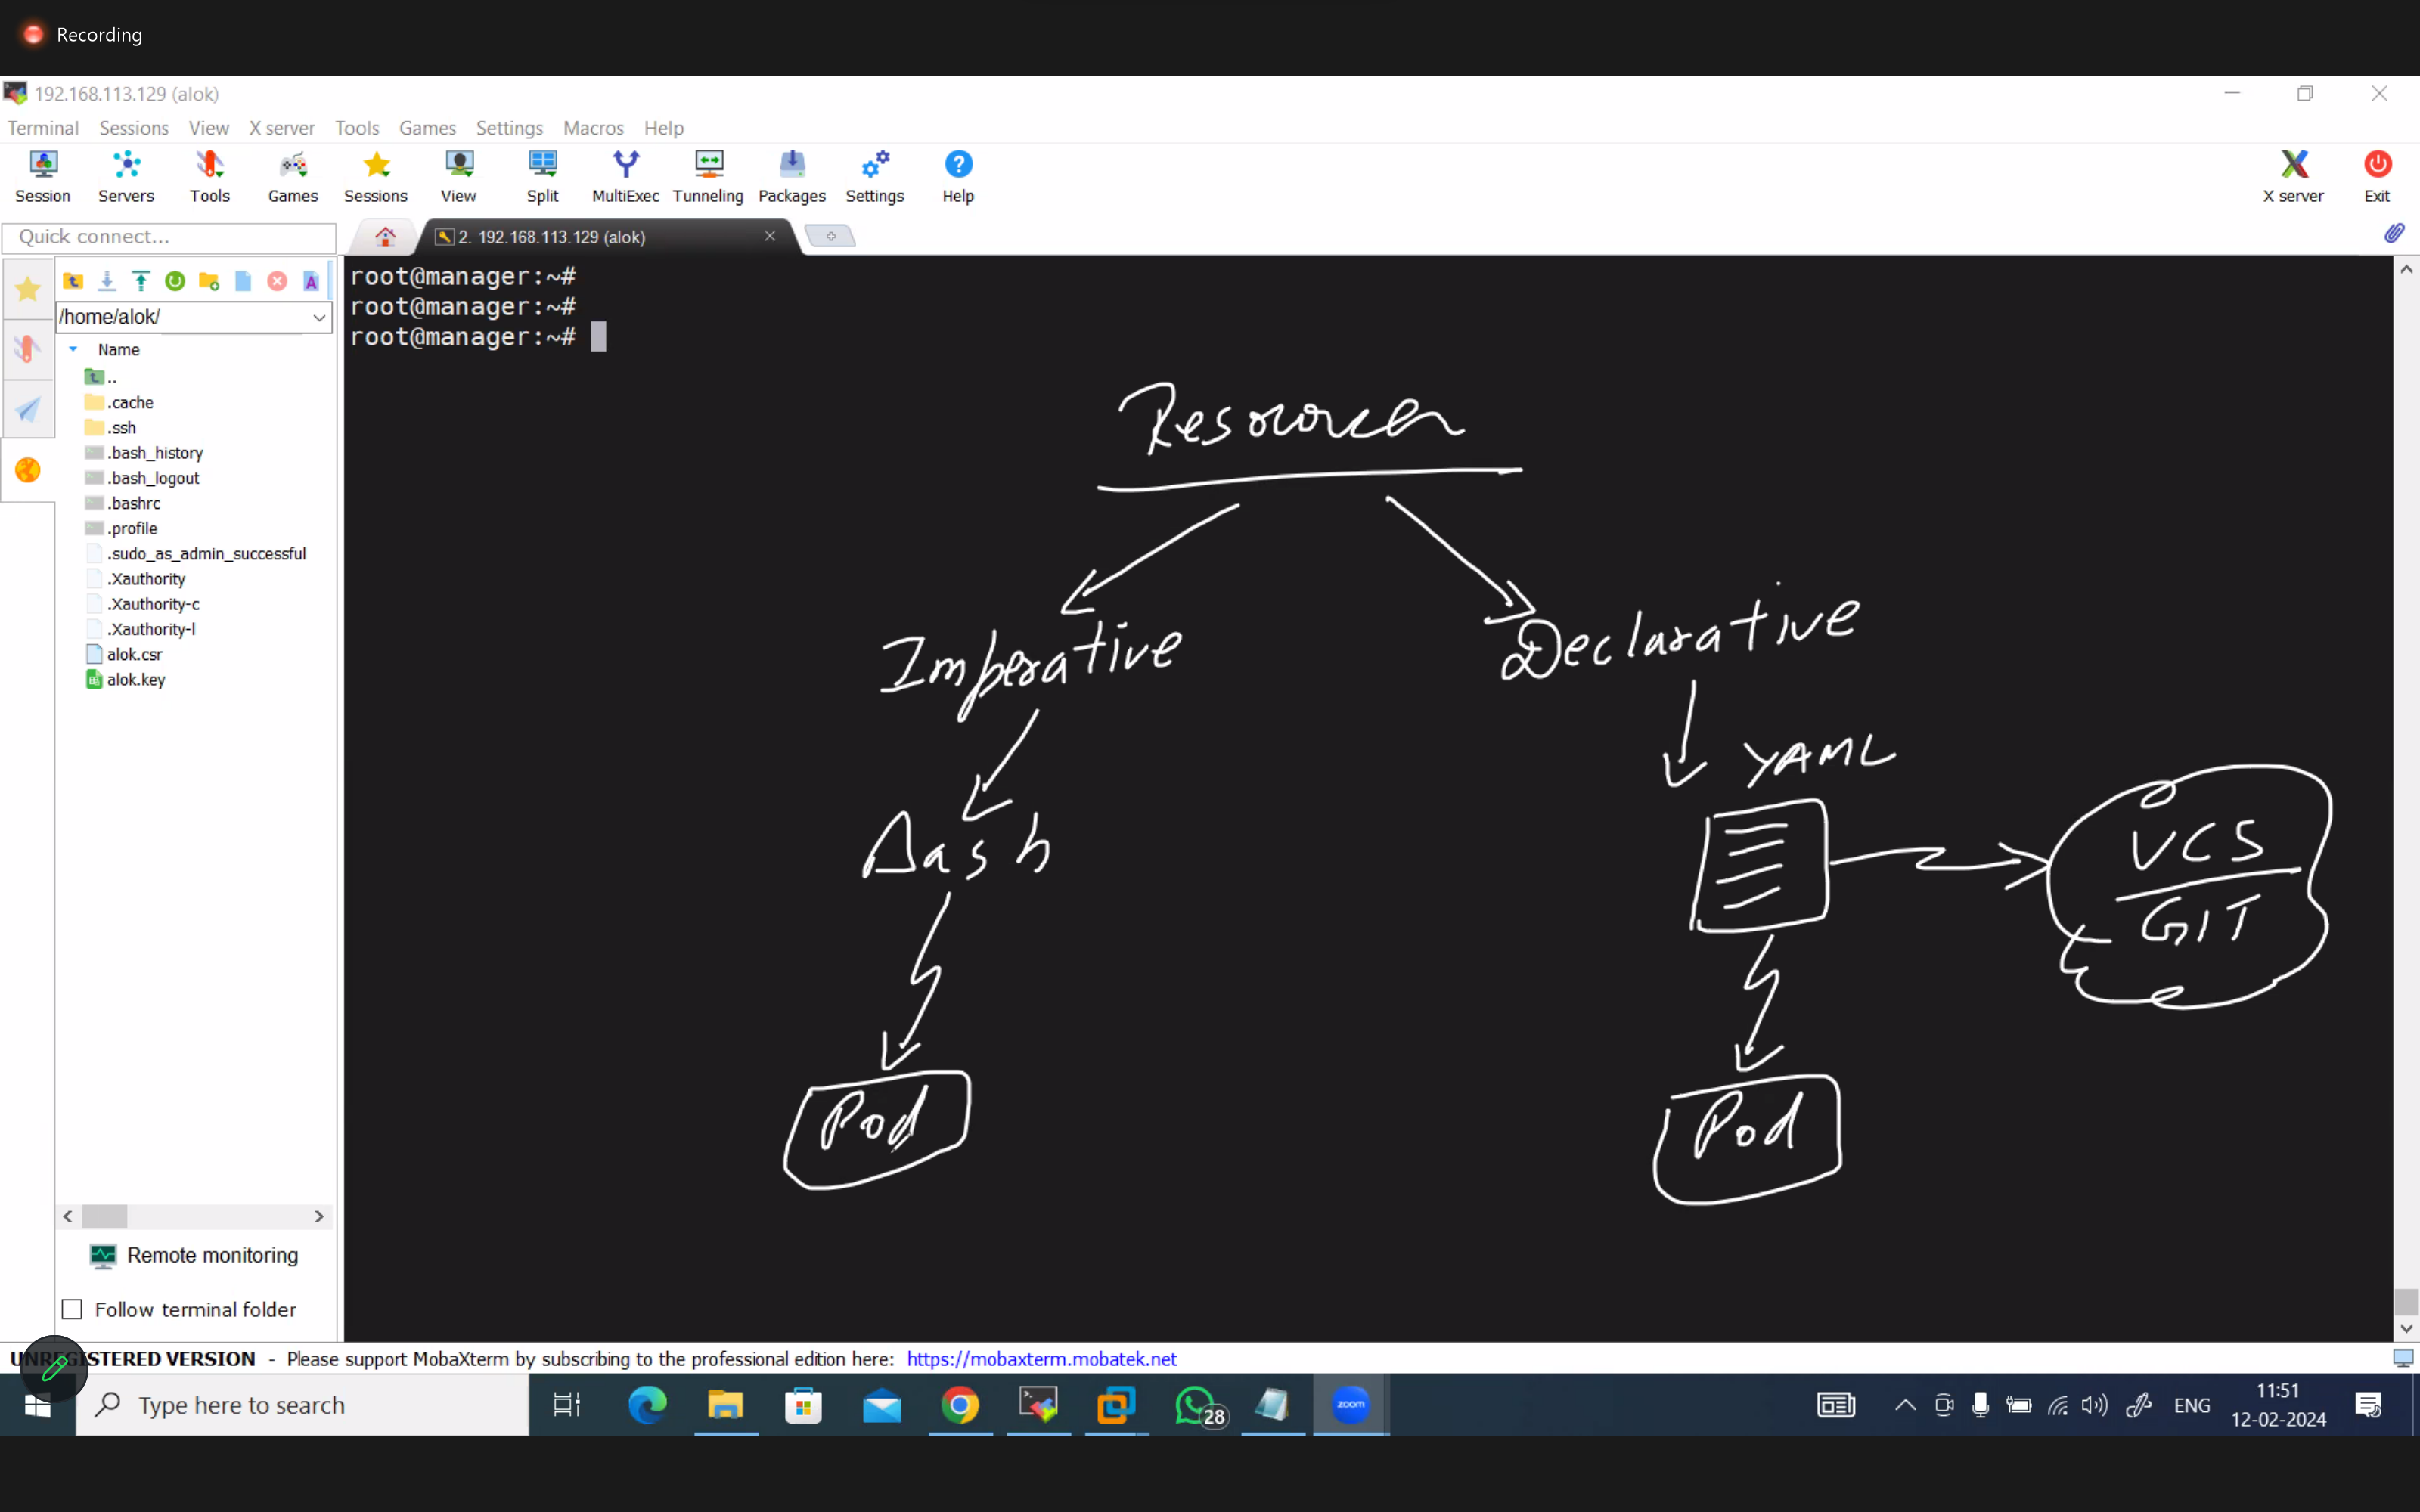 Recording
192.168.113.129 (alok)
Terminal Sessions View X server Tools Games Settings Macros Help
Session Servers Tools Games Sessions View Split MultiExec Tunneling Packages Settings Help X server Exit
Quick connect...
2. 192.168.113.129 (alok)
/home/alok/
Name
..
.cache
.ssh
.bash_history
.bash_logout
.bashrc
.profile
.sudo_as_admin_successful
.Xauthority
.Xauthority-c
.Xauthority-l
alok.csr
alok.key
Remote monitoring
Follow terminal folder
root@manager:~#
root@manager:~#
root@manager:~#
Imperative
Declarative
YAML
VCS
GIT
Pod
Pod
UNREGISTERED VERSION - Please support MobaXterm by subscribing to the professional edition here: https://mobaxterm.mobatek.net
Type here to search
zoom
28
ENG
11:51
12-02-2024